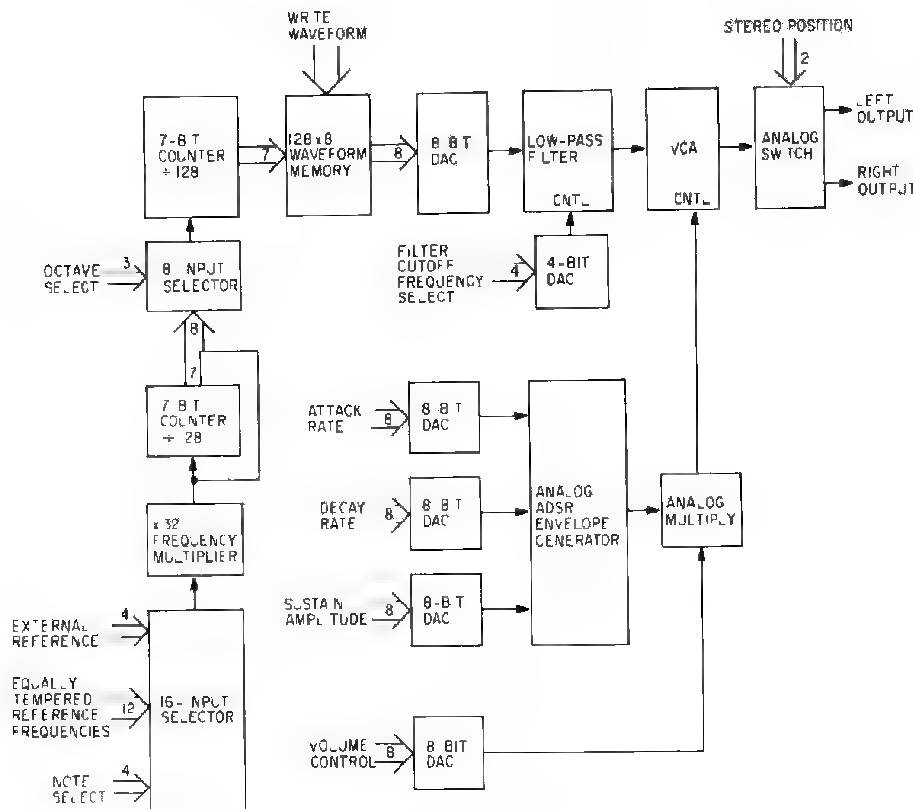 WRITE
WAVEFORM
STEREO POSITION
2
7-BIT
COUNTER
÷128
7
128x8
WAVEFORM
MEMORY
8
8 BIT
DAC
LOW-PASS
FILTER
CNTL
VCA
CNTL
ANALOG
SWITCH
LEFT
OUTPUT
RIGHT
OUTPUT
OCTAVE
SELECT
3
8 INPUT
SELECTOR
FILTER
CUTOFF
FREQUENCY
SELECT
4
4-BIT
DAC
8
7
7 BIT
COUNTER
÷ 128
ATTACK
RATE
8
8-BIT
DAC
DECAY
RATE
8
8 BIT
DAC
SUSTAIN
AMPLITUDE
8
8-BIT
DAC
ANALOG
ADSR
ENVELOPE
GENERATOR
ANALOG
MULTIPLY
x32
FREQUENCY
MULTIPLIER
EXTERNAL
REFERENCE
4
EQUALLY
TEMPERED
REFERENCE
FREQUENCIES
12
16-INPUT
SELECTOR
NOTE
SELECT
4
VOLUME
CONTROL
8
8 BIT
DAC